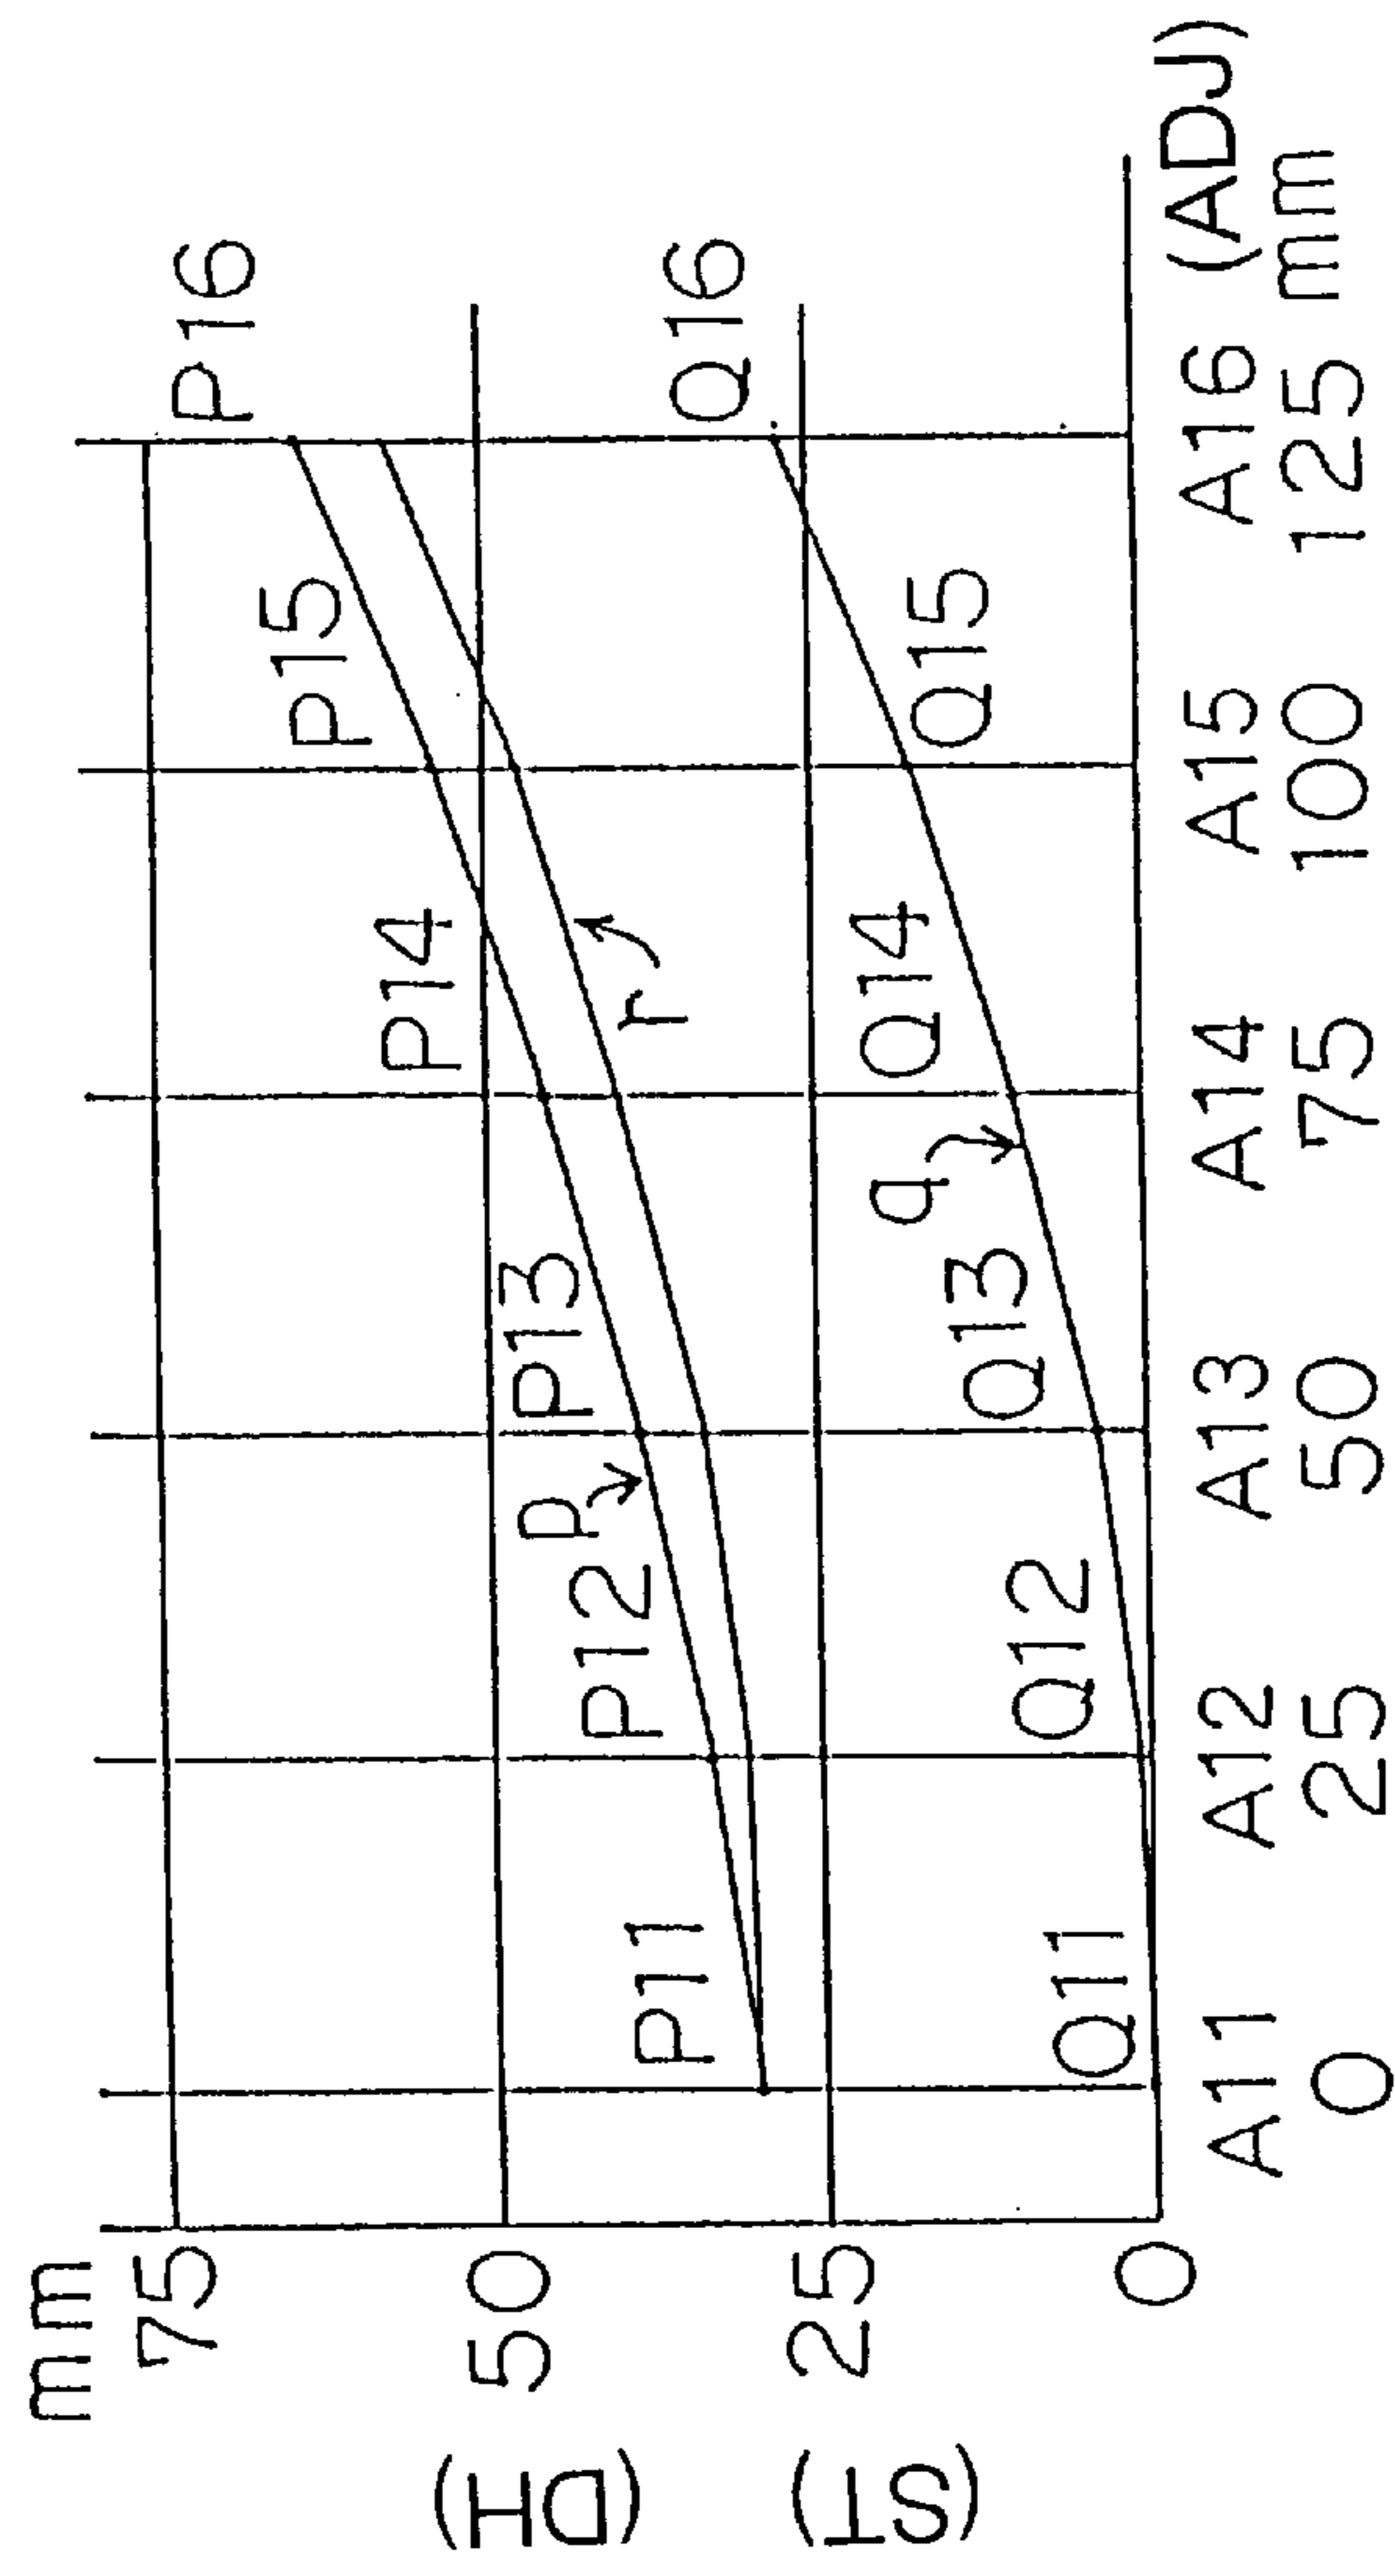 mm
75
50
25
0
(DH)
(ST)
P11
P12
p
P13
P14
P15
P16
r
Q11
Q12
Q13
q
Q14
Q15
Q16
A11 A12 A13 A14 A15 A16 (ADJ)
0 25 50 75 100 125 mm